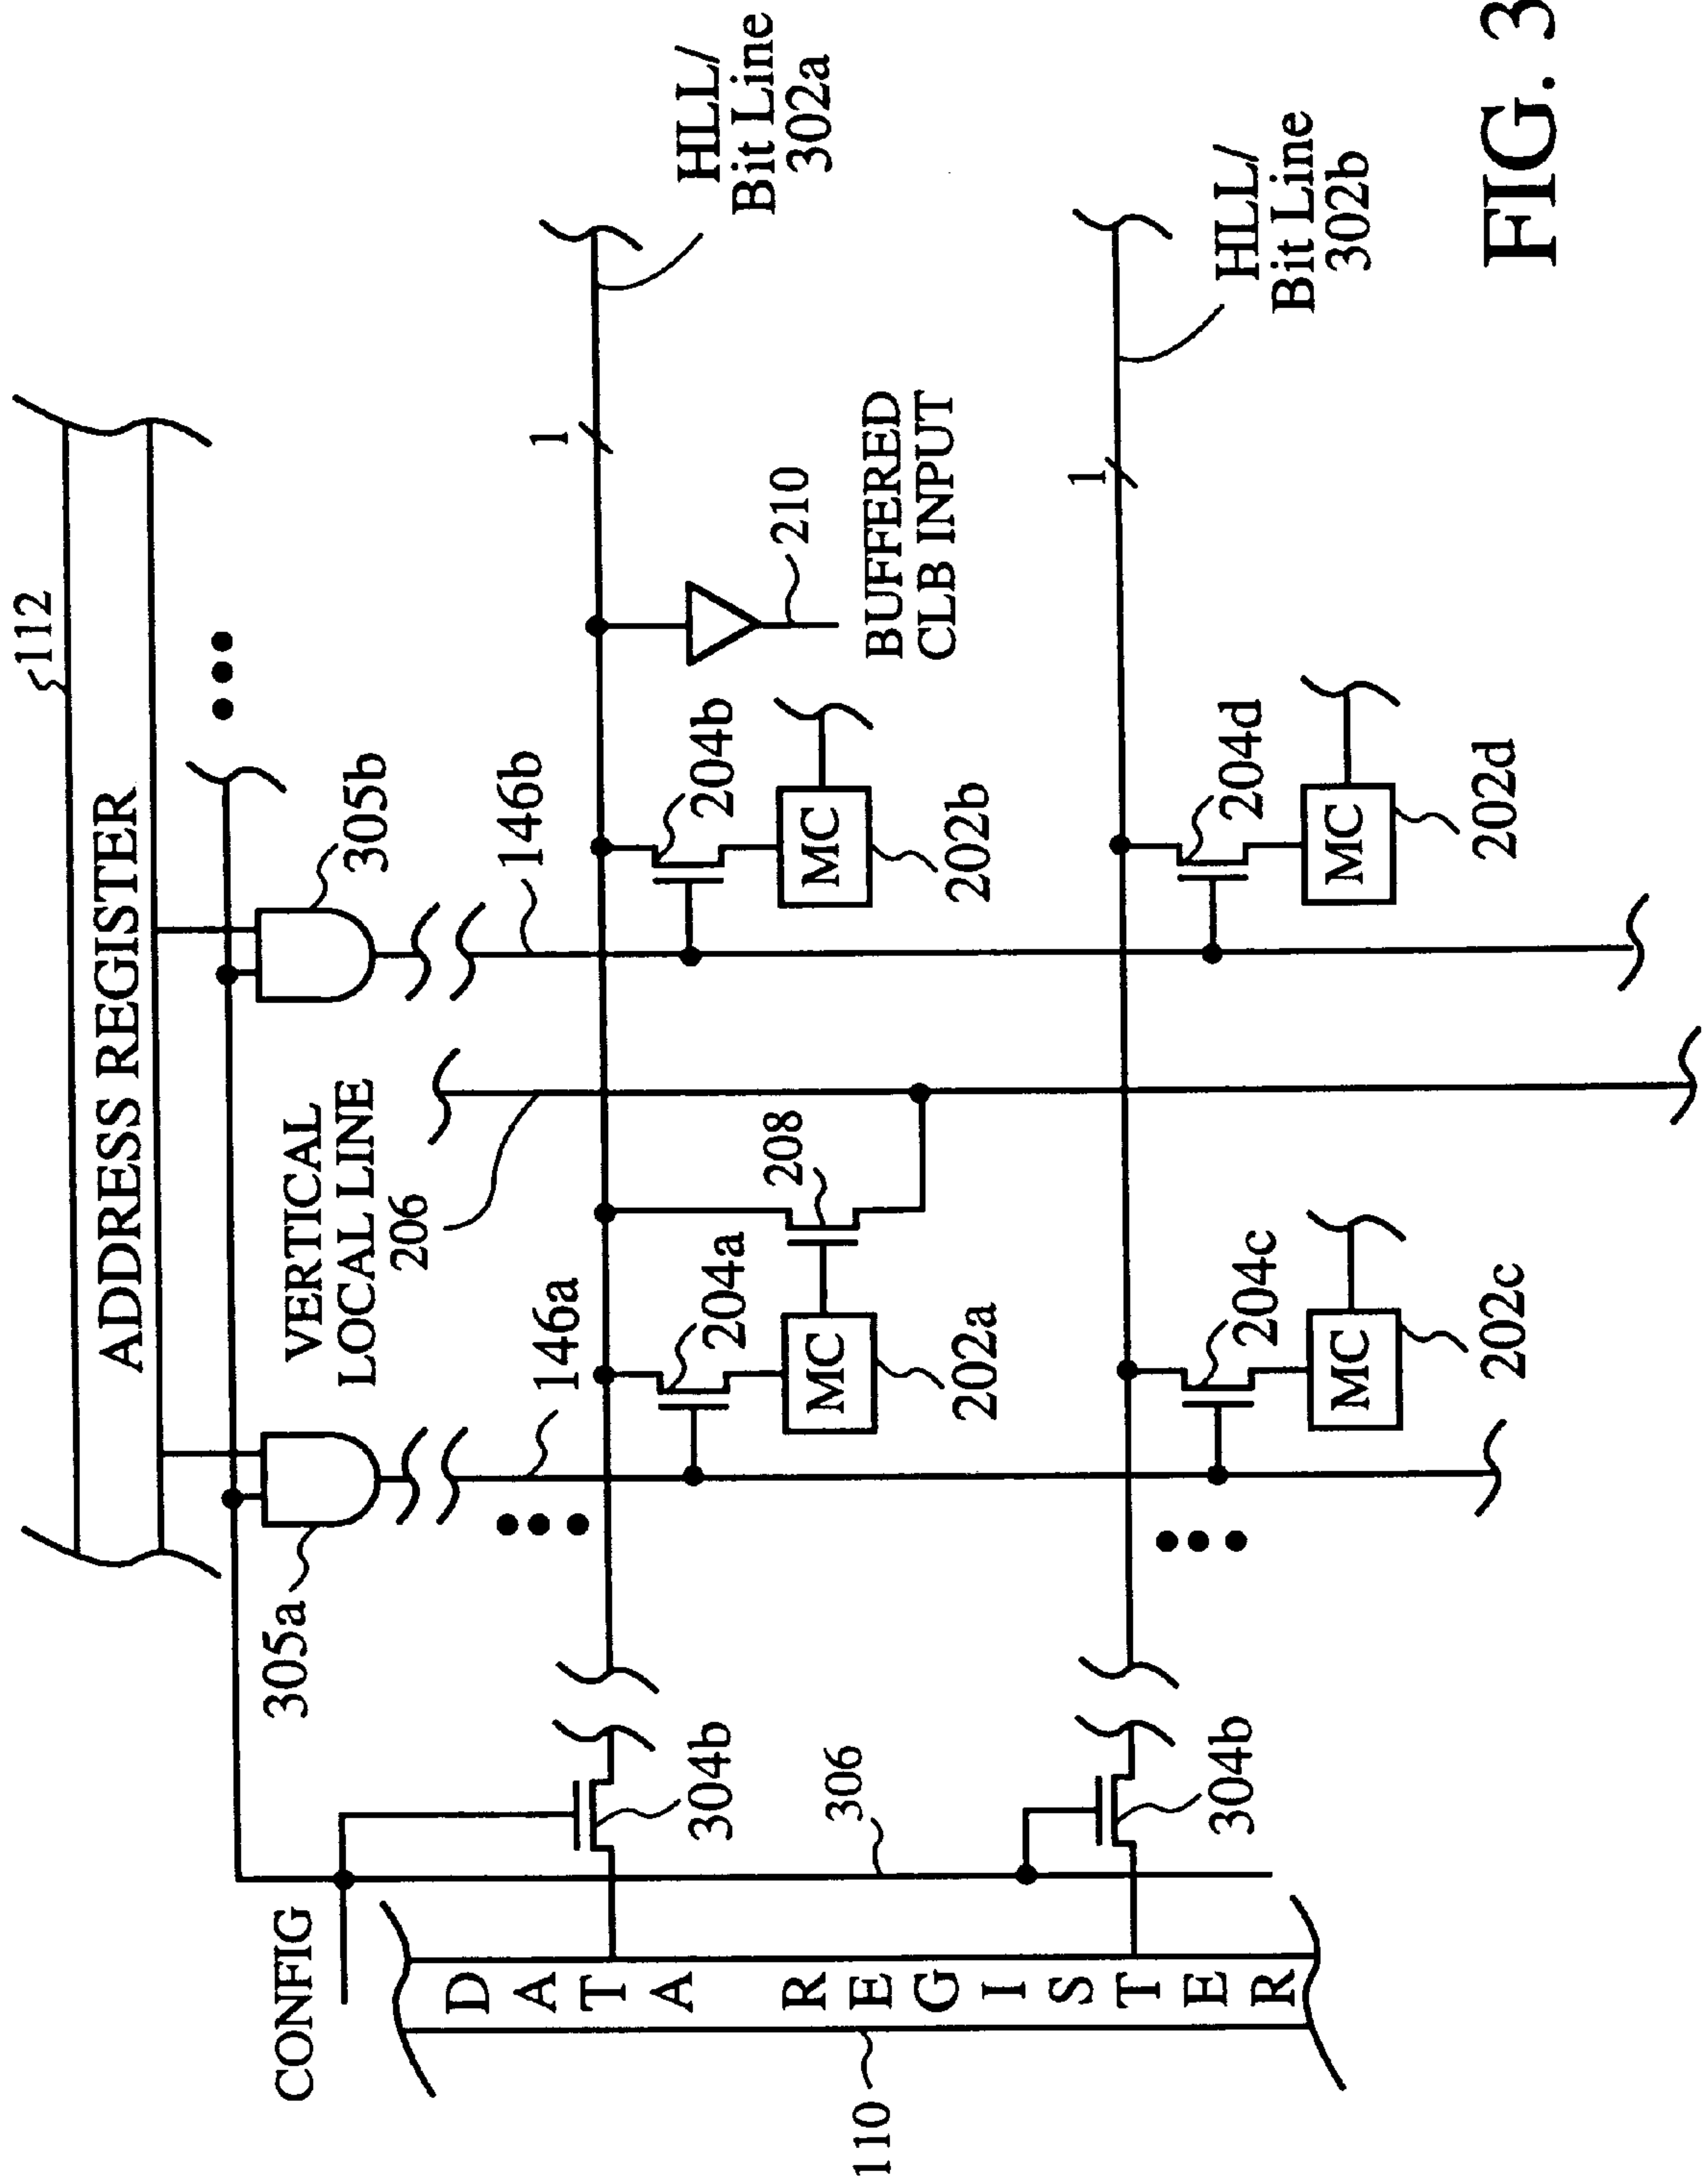 112
ADDRESS REGISTER
CONFIG
305a
305b
VERTICAL
LOCAL LINE
206
146a
146b
HLL/
Bit Line
302a
1
304b
204a
208
204b
210
MC
202a
MC
202b
BUFFERED
CLB INPUT
306
110
DATA REGISTER
HLL/
Bit Line
302b
1
304b
204c
204d
MC
202c
MC
202d
FIG. 3